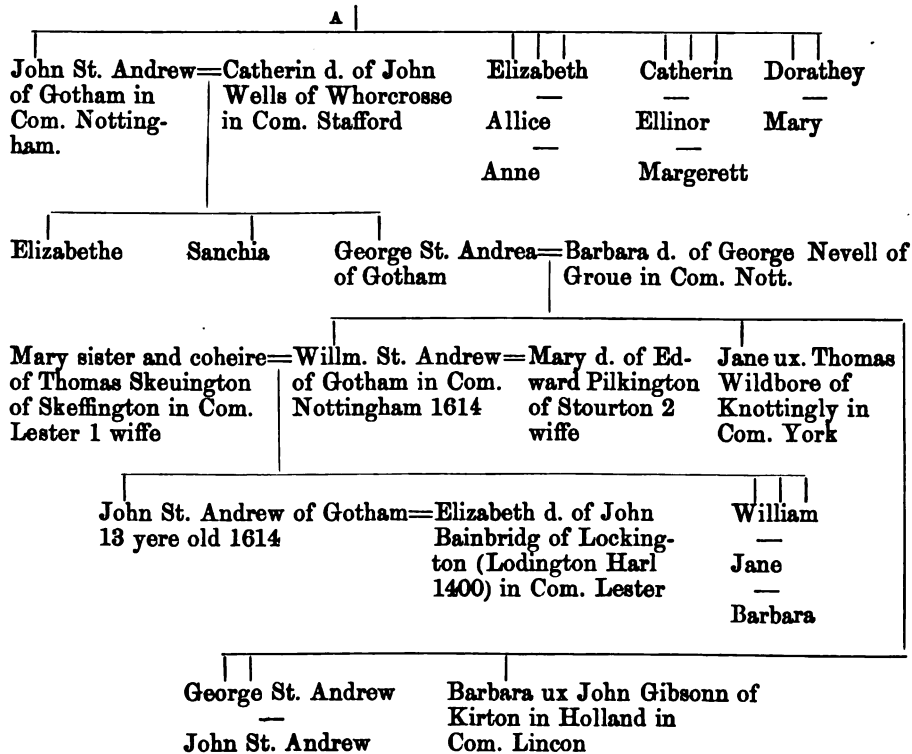 A
John St. Andrew=Catherin d. of John
of Gotham in Wells of Whorcrosse
Com. Notting- in Com. Stafford
ham.
Elizabeth
—
Allice
—
Anne
Catherin
—
Ellinor
—
Margerett
Dorathey
—
Mary
Elizabethe
Sanchia
George St. Andrea=Barbara d. of George Nevell of
of Gotham Groue in Com. Nott.
Mary sister and coheire=Willm. St. Andrew=Mary d. of Ed-
of Thomas Skeuington of Gotham in Com. ward Pilkington
of Skeffington in Com. Nottingham 1614 of Stourton 2
Lester 1 wiffe wiffe
Jane ux. Thomas
Wildbore of
Knottingly in
Com. York
John St. Andrew of Gotham=Elizabeth d. of John
13 yere old 1614 Bainbridg of Locking-
ton (Lodington Harl
1400) in Com. Lester
William
—
Jane
—
Barbara
George St. Andrew
—
John St. Andrew
Barbara ux John Gibsonn of
Kirton in Holland in
Com. Lincon